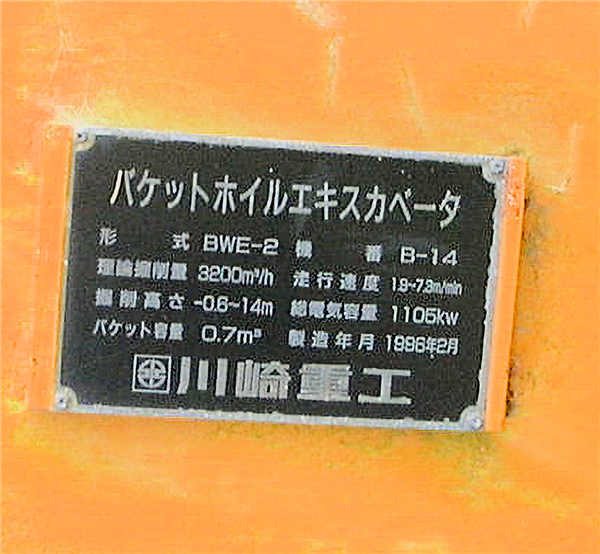 バケットホイルエキスカベータ
形式 BWE-2 機番 B-14
理論掘削量 3200m³/h 走行速度 1.9~7.3m/min
掘削高さ -0.6~14m 総電気容量 1105kw
バケット容量 0.7m³ 製造年月 1996年2月
川崎重工